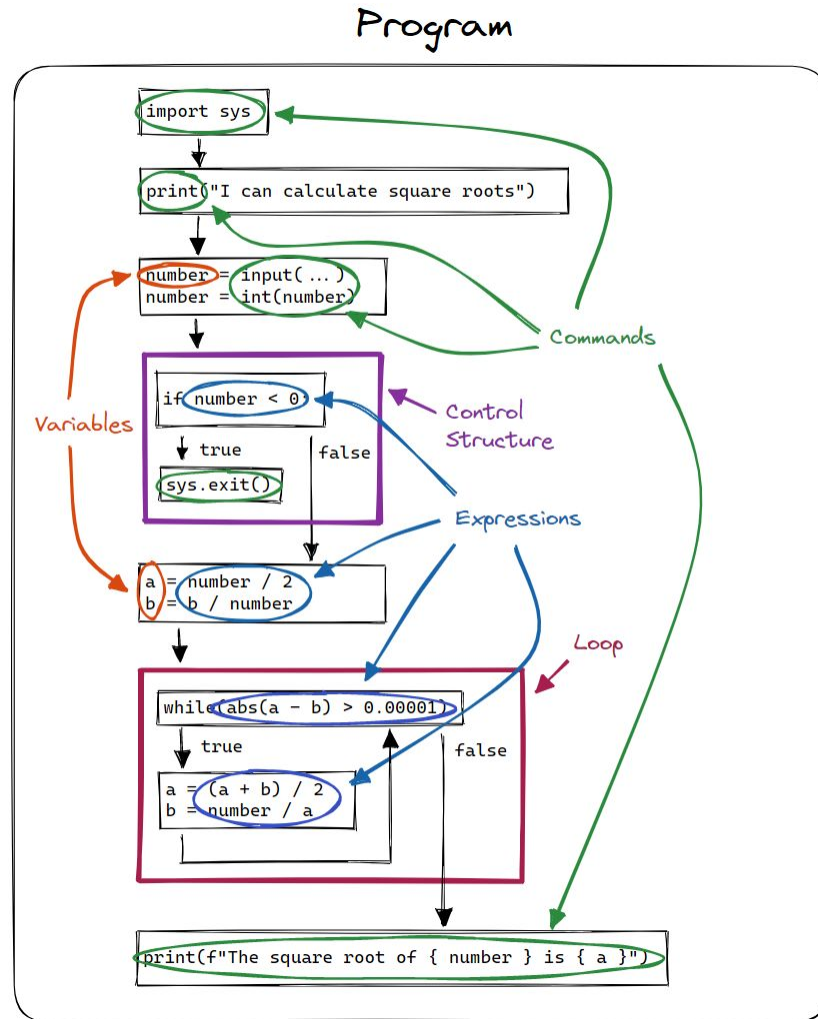 Program
import sys
print("I can calculate square roots")
number = input( ... )
number = int(number)
Commands
Variables
if number < 0:
Control
Structure
true
false
sys.exit()
Expressions
a = number / 2
b = b / number
Loop
while(abs(a - b) > 0.00001)
true
false
a = (a + b) / 2
b = number / a
print(f"The square root of { number } is { a }")